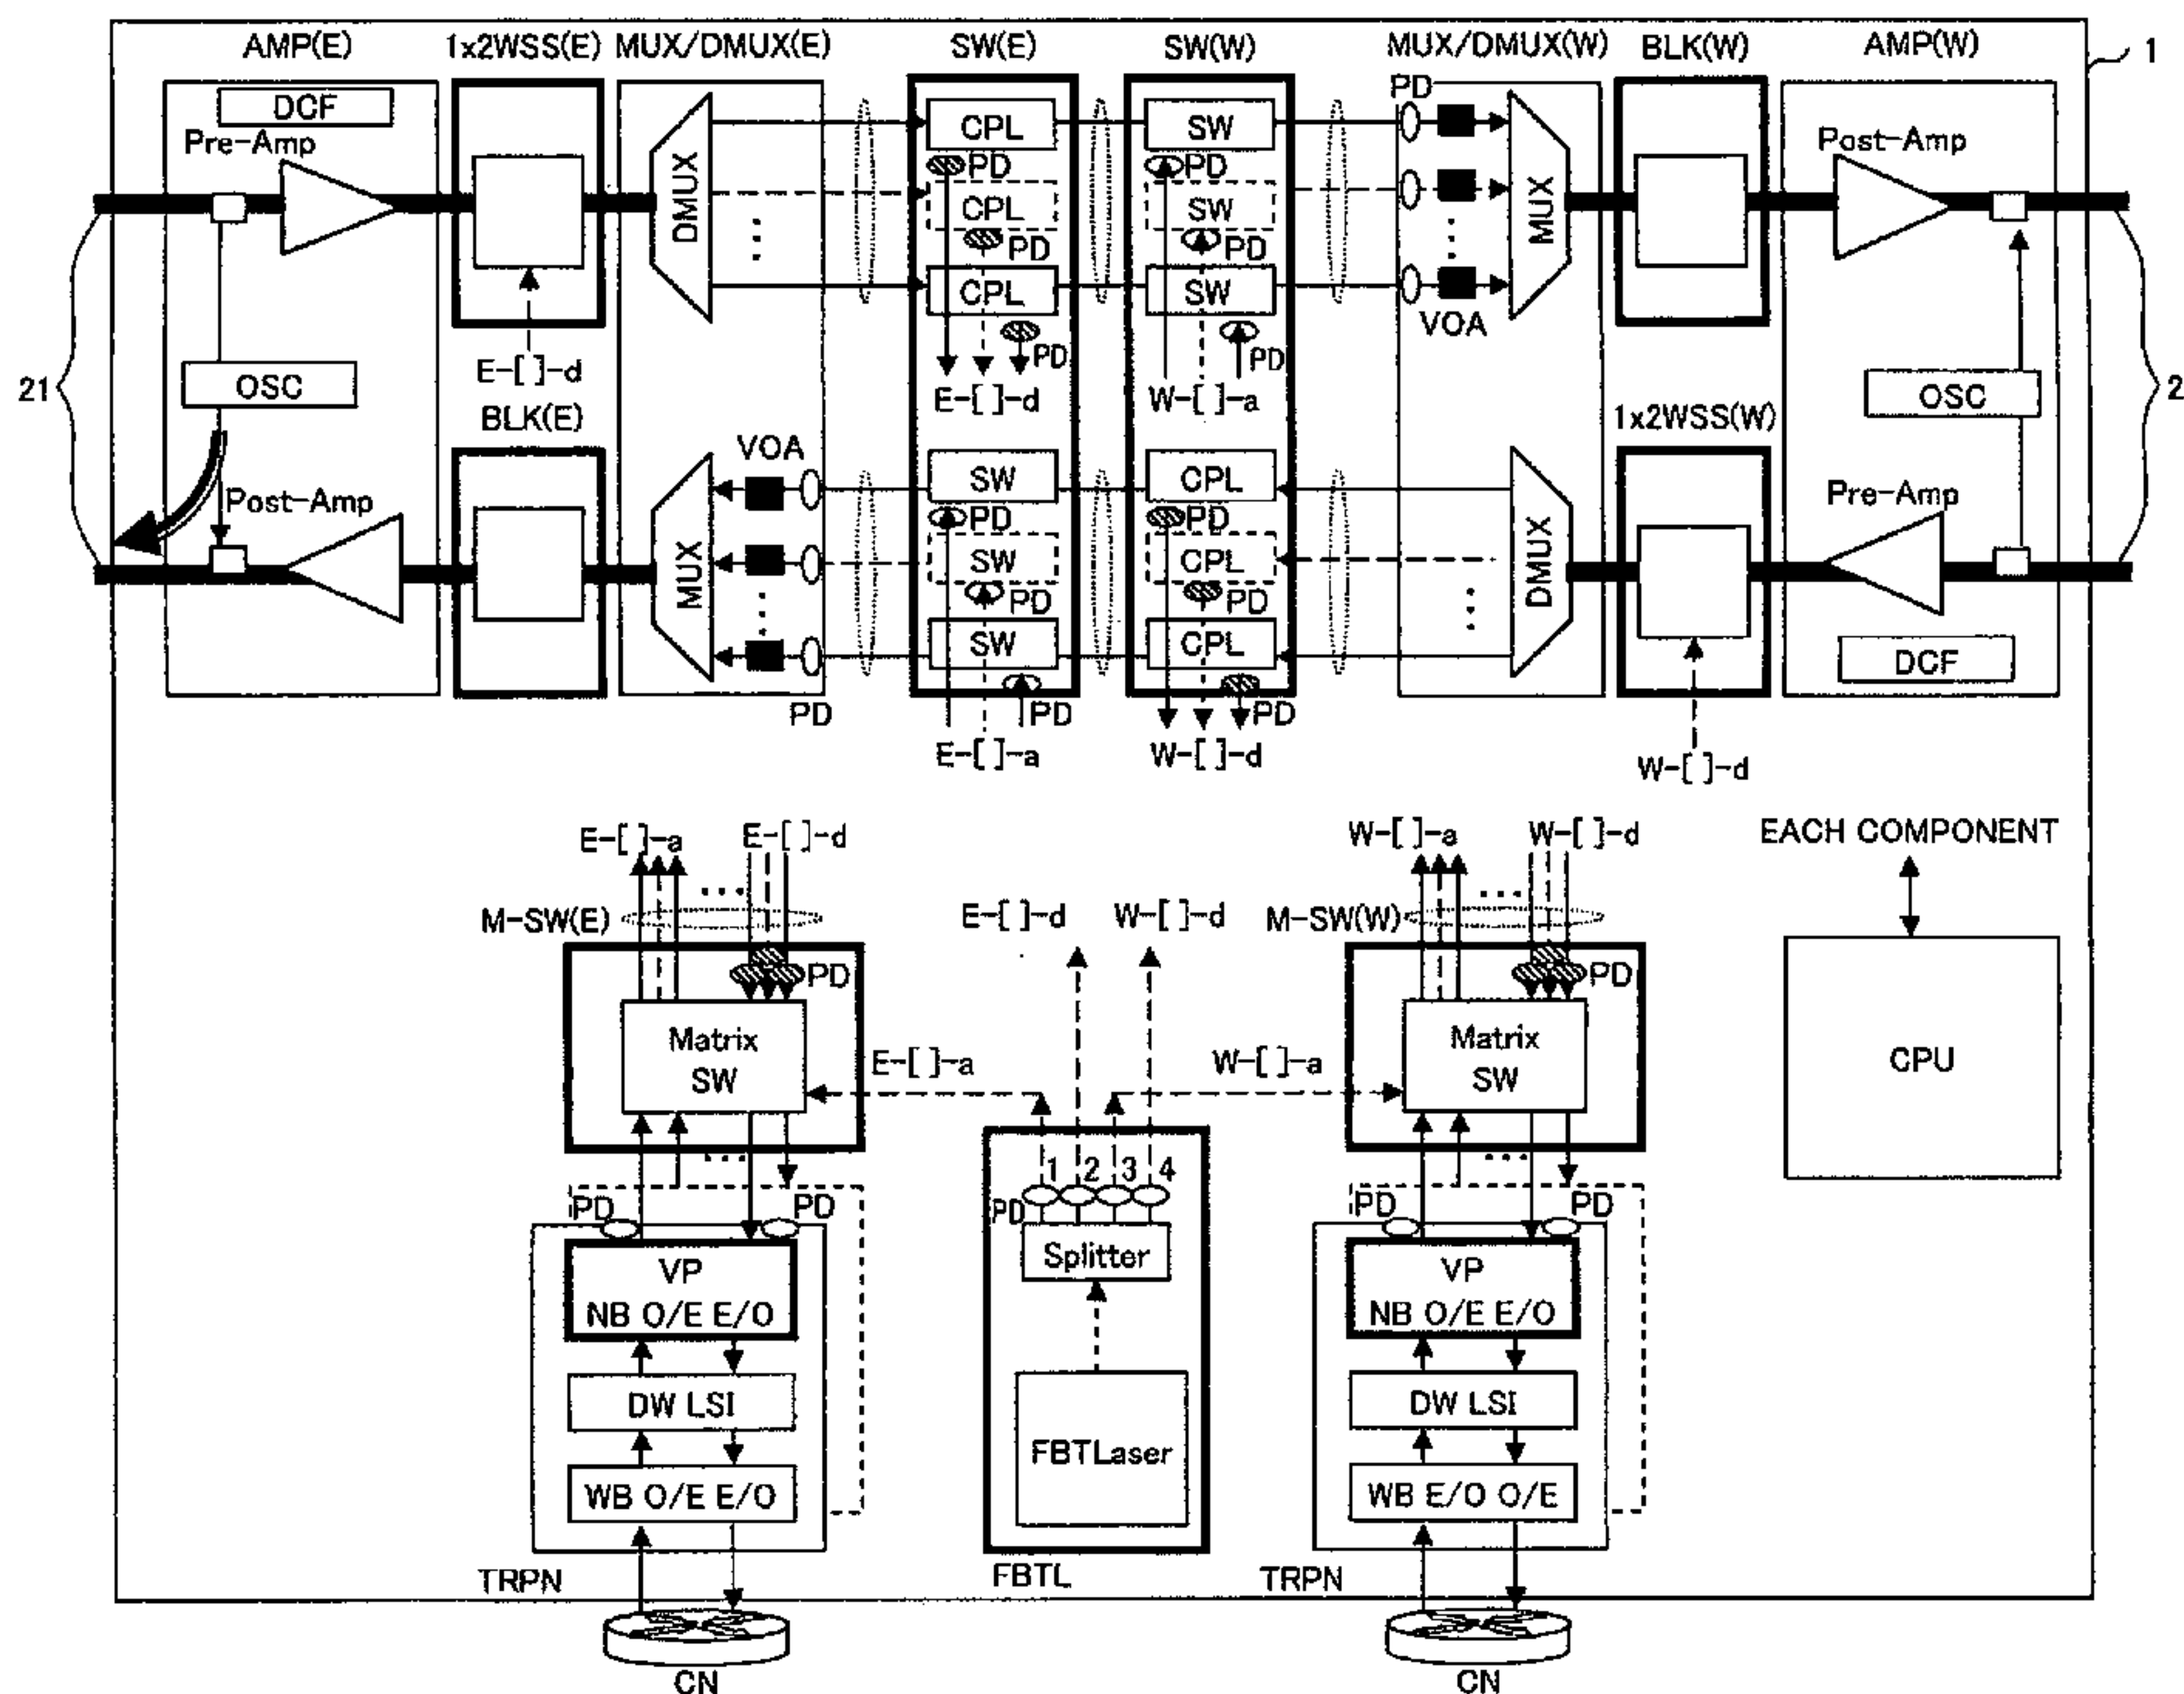 AMP(E) 1x2WSS(E) MUX/DMUX(E) SW(E) SW(W) MUX/DMUX(W) BLK(W) AMP(W)
1
DCF
Pre-Amp
DMUX
CPL SW
PD PD
CPL SW
PD PD
CPL SW
PD PD
PD
VOA
MUX
Post-Amp
21
OSC
E-[ ]-d
E-[ ]-d
W-[ ]-a
OSC
2
BLK(E)
1x2WSS(W)
Post-Amp
MUX
VOA
PD
SW CPL
PD PD
SW CPL
PD PD
SW CPL
PD PD
DMUX
Pre-Amp
DCF
E-[ ]-a
W-[ ]-d
W-[ ]-d
E-[ ]-a E-[ ]-d
W-[ ]-a W-[ ]-d
EACH COMPONENT
M-SW(E)
E-[ ]-d W-[ ]-d
M-SW(W)
PD
PD
Matrix
SW
E-[ ]-a
W-[ ]-a
Matrix
SW
CPU
1 2 3 4
PD PD
PD
PD PD
VP
NB O/E E/O
Splitter
VP
NB O/E E/O
DW LSI
DW LSI
FBTLaser
WB O/E E/O
WB E/O O/E
TRPN
FBTL
TRPN
CN
CN